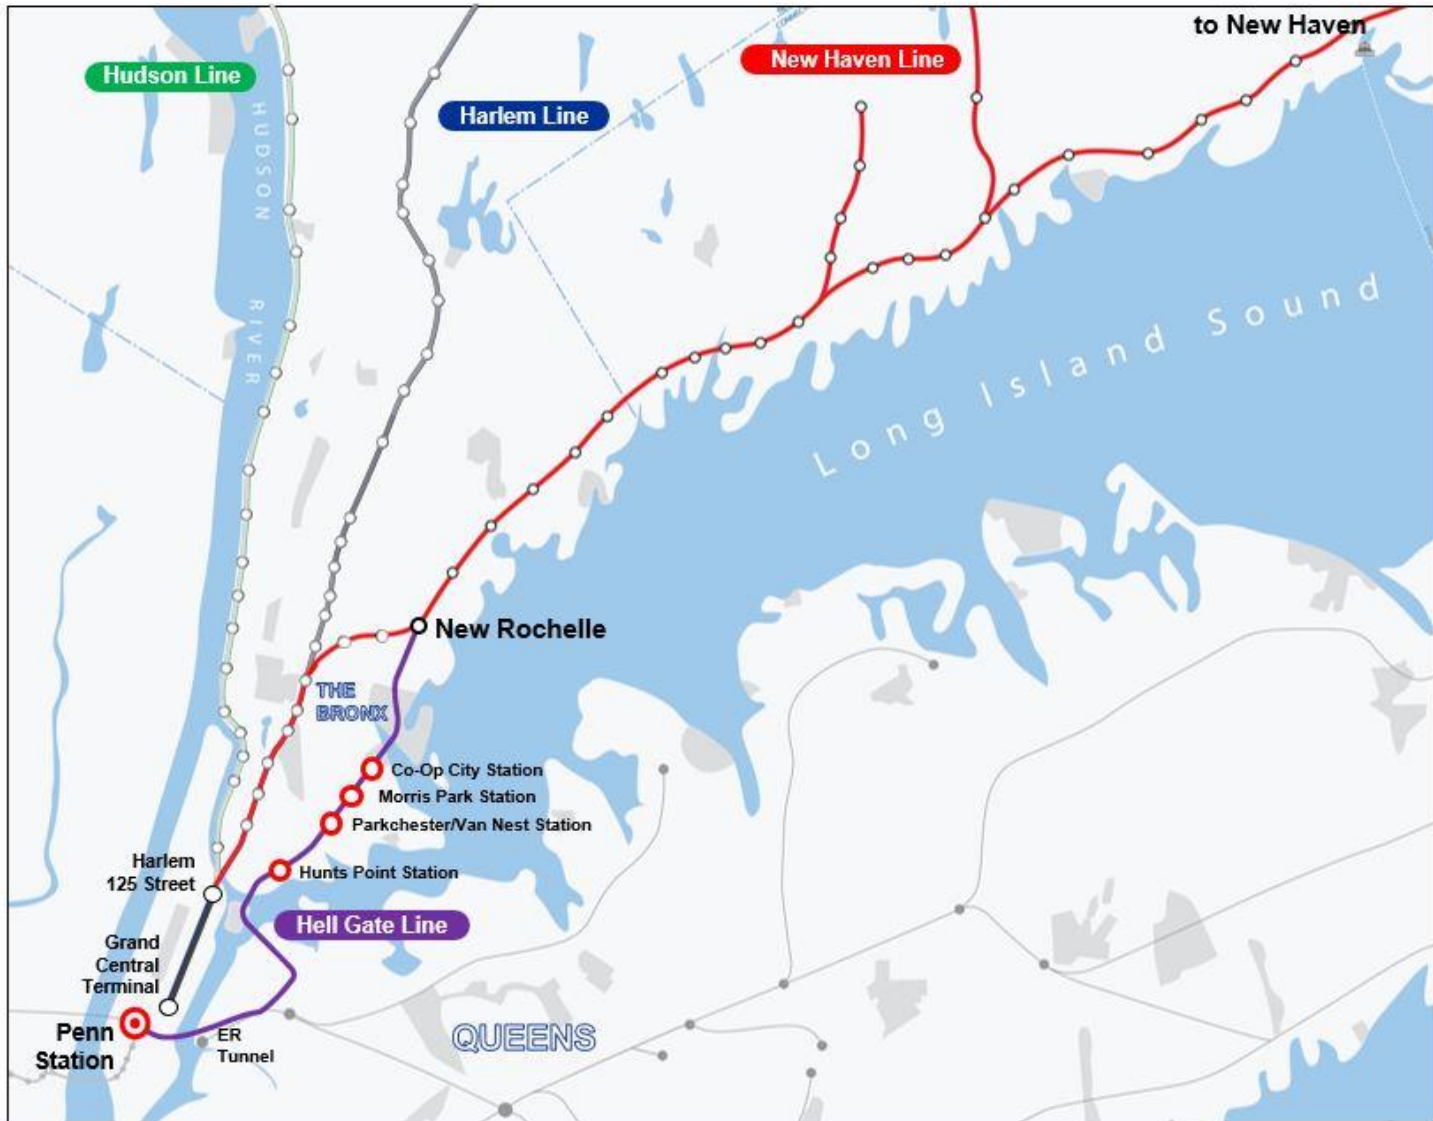 to New Haven
New Haven Line
Hudson Line
Harlem Line
HUDSON
RIVER
Long Island Sound
New Rochelle
THE
BRONX
Co-Op City Station
Morris Park Station
Parkchester/Van Nest Station
Hunts Point Station
Harlem
125 Street
Hell Gate Line
Grand
Central
Terminal
Penn
Station
ER
Tunnel
QUEENS